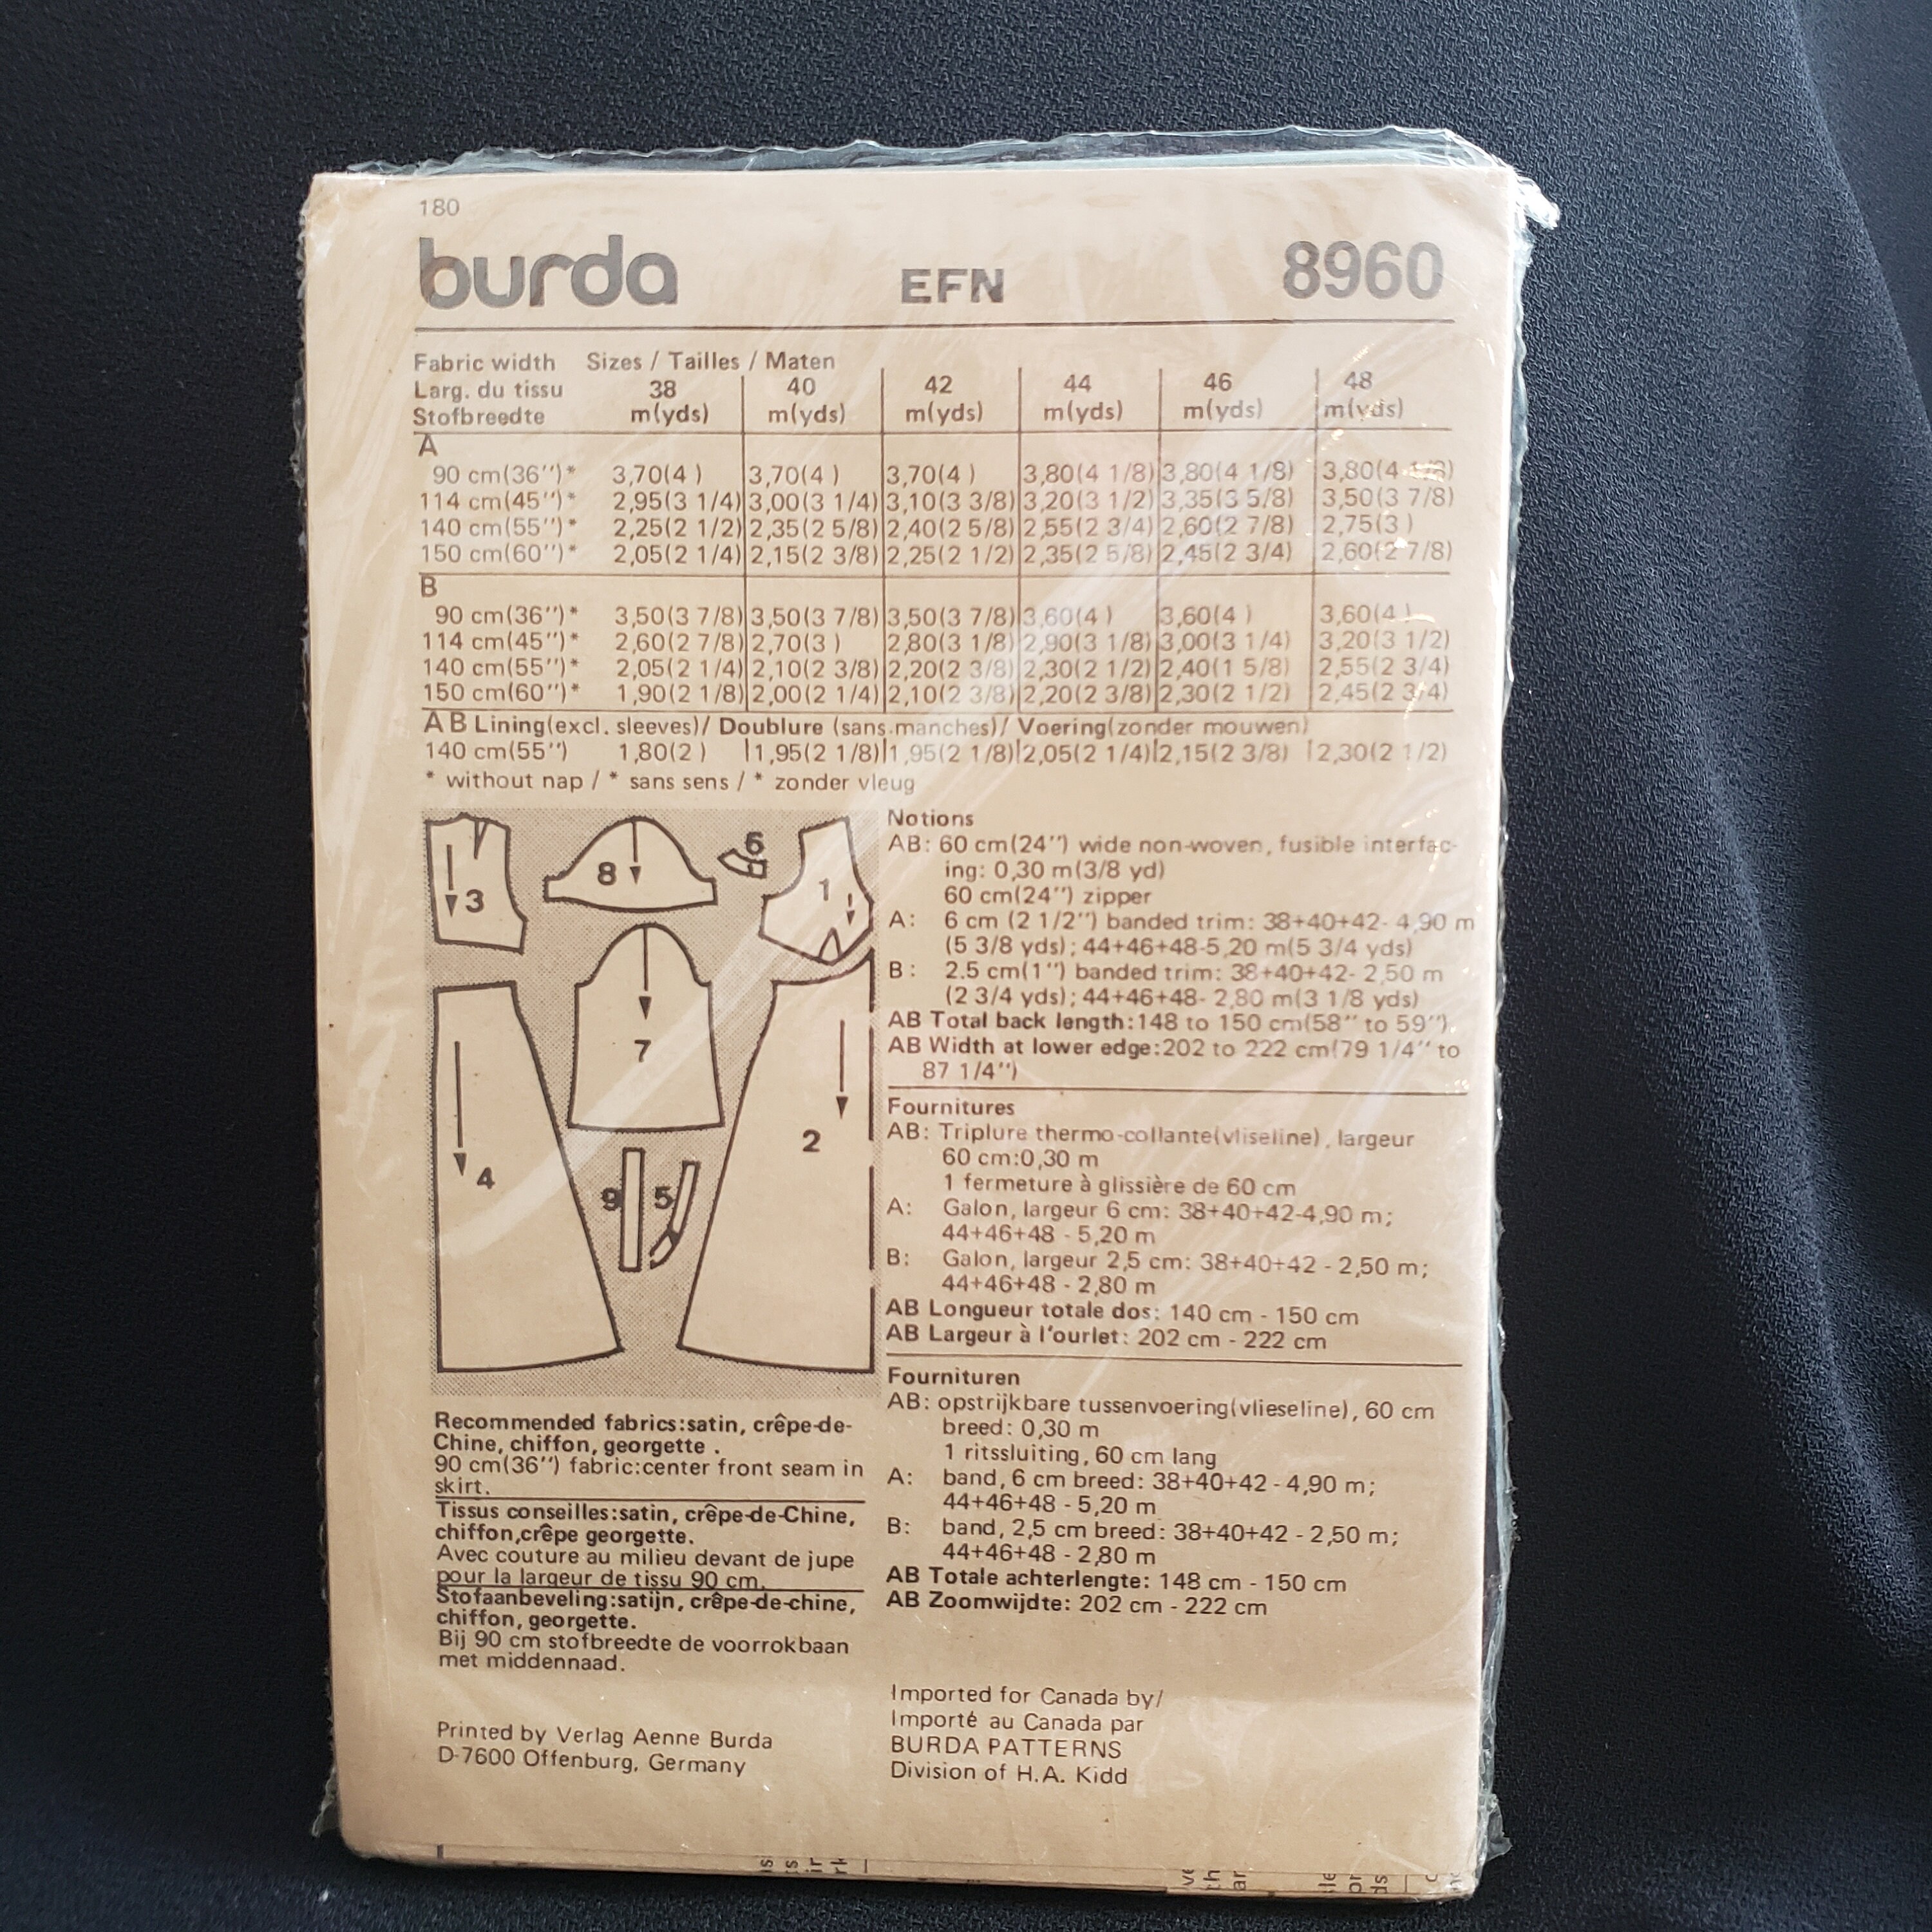 180
burda EFN 8960
Fabric width Sizes / Tailles / Maten
Larg. du tissu 38 40 42 44 46 48
Stofbreedte m(yds) m(yds) m(yds) m(yds) m(yds) m(yds)
A
90 cm(36'')* 3,70(4 ) 3,70(4 ) 3,70(4 ) 3,80(4 1/8) 3,80(4 1/8) 3,80(4 1/8)
114 cm(45'')* 2,95(3 1/4) 3,00(3 1/4) 3,10(3 3/8) 3,20(3 1/2) 3,35(3 5/8) 3,50(3 7/8)
140 cm(55'')* 2,25(2 1/2) 2,35(2 5/8) 2,40(2 5/8) 2,55(2 3/4) 2,60(2 7/8) 2,75(3 )
150 cm(60'')* 2,05(2 1/4) 2,15(2 3/8) 2,25(2 1/2) 2,35(2 5/8) 2,45(2 3/4) 2,60(2 7/8)
B
90 cm(36'')* 3,50(3 7/8) 3,50(3 7/8) 3,50(3 7/8) 3,60(4 ) 3,60(4 ) 3,60(4 )
114 cm(45'')* 2,60(2 7/8) 2,70(3 ) 2,80(3 1/8) 2,90(3 1/8) 3,00(3 1/4) 3,20(3 1/2)
140 cm(55'')* 2,05(2 1/4) 2,10(2 3/8) 2,20(2 3/8) 2,30(2 1/2) 2,40(1 5/8) 2,55(2 3/4)
150 cm(60'')* 1,90(2 1/8) 2,00(2 1/4) 2,10(2 3/8) 2,20(2 3/8) 2,30(2 1/2) 2,45(2 3/4)
A B Lining(excl. sleeves)/ Doublure (sans manches)/ Voering(zonder mouwen)
140 cm(55'') 1,80(2 ) 1,95(2 1/8) 1,95(2 1/8) 2,05(2 1/4) 2,15(2 3/8) 2,30(2 1/2)
* without nap / * sans sens / * zonder vleug
3
8
6
1
7
4
9
5
2
Recommended fabrics:satin, crêpe-de-
Chine, chiffon, georgette .
90 cm(36'') fabric:center front seam in
skirt.
Tissus conseilles:satin, crêpe-de-Chine,
chiffon,crêpe georgette.
Avec couture au milieu devant de jupe
pour la largeur de tissu 90 cm.
Stofaanbeveling:satijn, crêpe-de-chine,
chiffon, georgette.
Bij 90 cm stofbreedte de voorrokbaan
met middennaad.
Printed by Verlag Aenne Burda
D-7600 Offenburg, Germany
Notions
AB: 60 cm(24'') wide non-woven, fusible interfac-
ing: 0,30 m(3/8 yd)
60 cm(24'') zipper
A: 6 cm (2 1/2'') banded trim: 38+40+42- 4,90 m
(5 3/8 yds); 44+46+48-5,20 m(5 3/4 yds)
B: 2.5 cm(1'') banded trim: 38+40+42- 2,50 m
(2 3/4 yds); 44+46+48- 2,80 m(3 1/8 yds)
AB Total back length:148 to 150 cm(58'' to 59'').
AB Width at lower edge:202 to 222 cm(79 1/4'' to
87 1/4'')
Fournitures
AB: Triplure thermo-collante(vliseline), largeur
60 cm:0,30 m
1 fermeture à glissière de 60 cm
A: Galon, largeur 6 cm: 38+40+42-4,90 m;
44+46+48 - 5,20 m
B: Galon, largeur 2,5 cm: 38+40+42 - 2,50 m;
44+46+48 - 2,80 m
AB Longueur totale dos: 140 cm - 150 cm
AB Largeur à l'ourlet: 202 cm - 222 cm
Fournituren
AB: opstrijkbare tussenvoering(vlieseline), 60 cm
breed: 0,30 m
1 ritssluiting, 60 cm lang
A: band, 6 cm breed: 38+40+42 - 4,90 m;
44+46+48 - 5,20 m
B: band, 2,5 cm breed: 38+40+42 - 2,50 m;
44+46+48 - 2,80 m
AB Totale achterlengte: 148 cm - 150 cm
AB Zoomwijdte: 202 cm - 222 cm
Imported for Canada by/
Importé au Canada par
BURDA PATTERNS
Division of H.A. Kidd